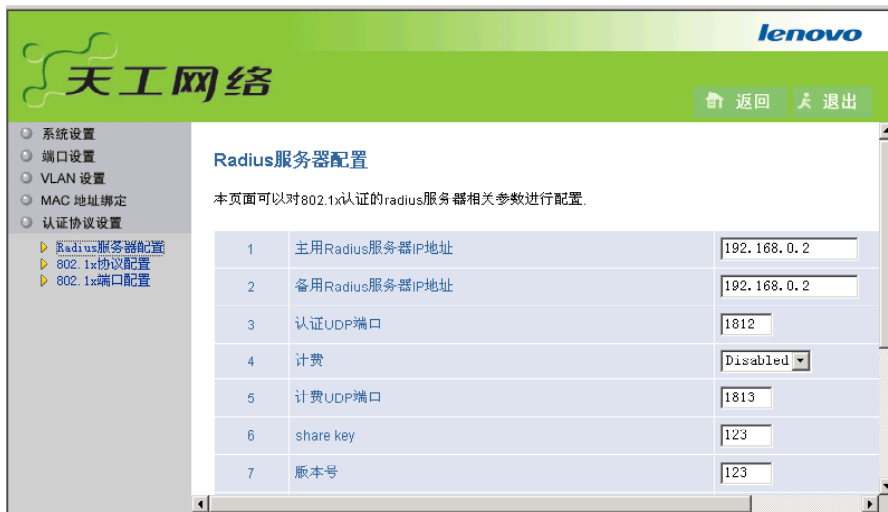 lenovo
天工网络
返回 退出
系统设置
端口设置
VLAN 设置
MAC 地址绑定
认证协议设置
Radius服务器配置
802.1x协议配置
802.1x端口配置
Radius服务器配置
本页面可以对802.1x认证的radius服务器相关参数进行配置.
1 主用Radius服务器IP地址 192.168.0.2
2 备用Radius服务器IP地址 192.168.0.2
3 认证UDP端口 1812
4 计费 Disabled
5 计费UDP端口 1813
6 share key 123
7 版本号 123